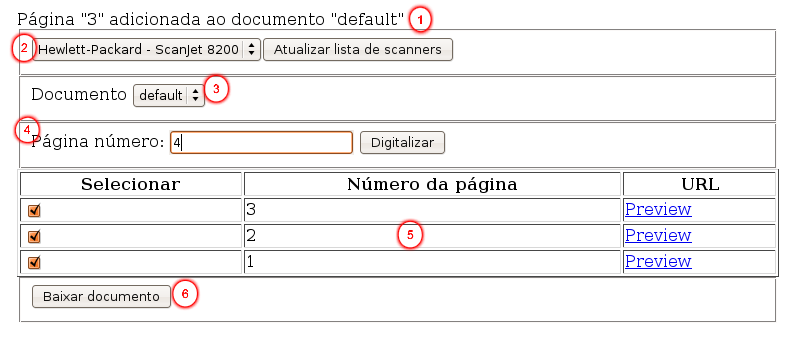 Página "3" adicionada ao documento "default" 1
2 Hewlett-Packard - ScanJet 8200 Atualizar lista de scanners
Documento default 3
4
Página número: 4 Digitalizar
Selecionar Número da página URL
3 Preview
2 5 Preview
1 Preview
Baixar documento 6